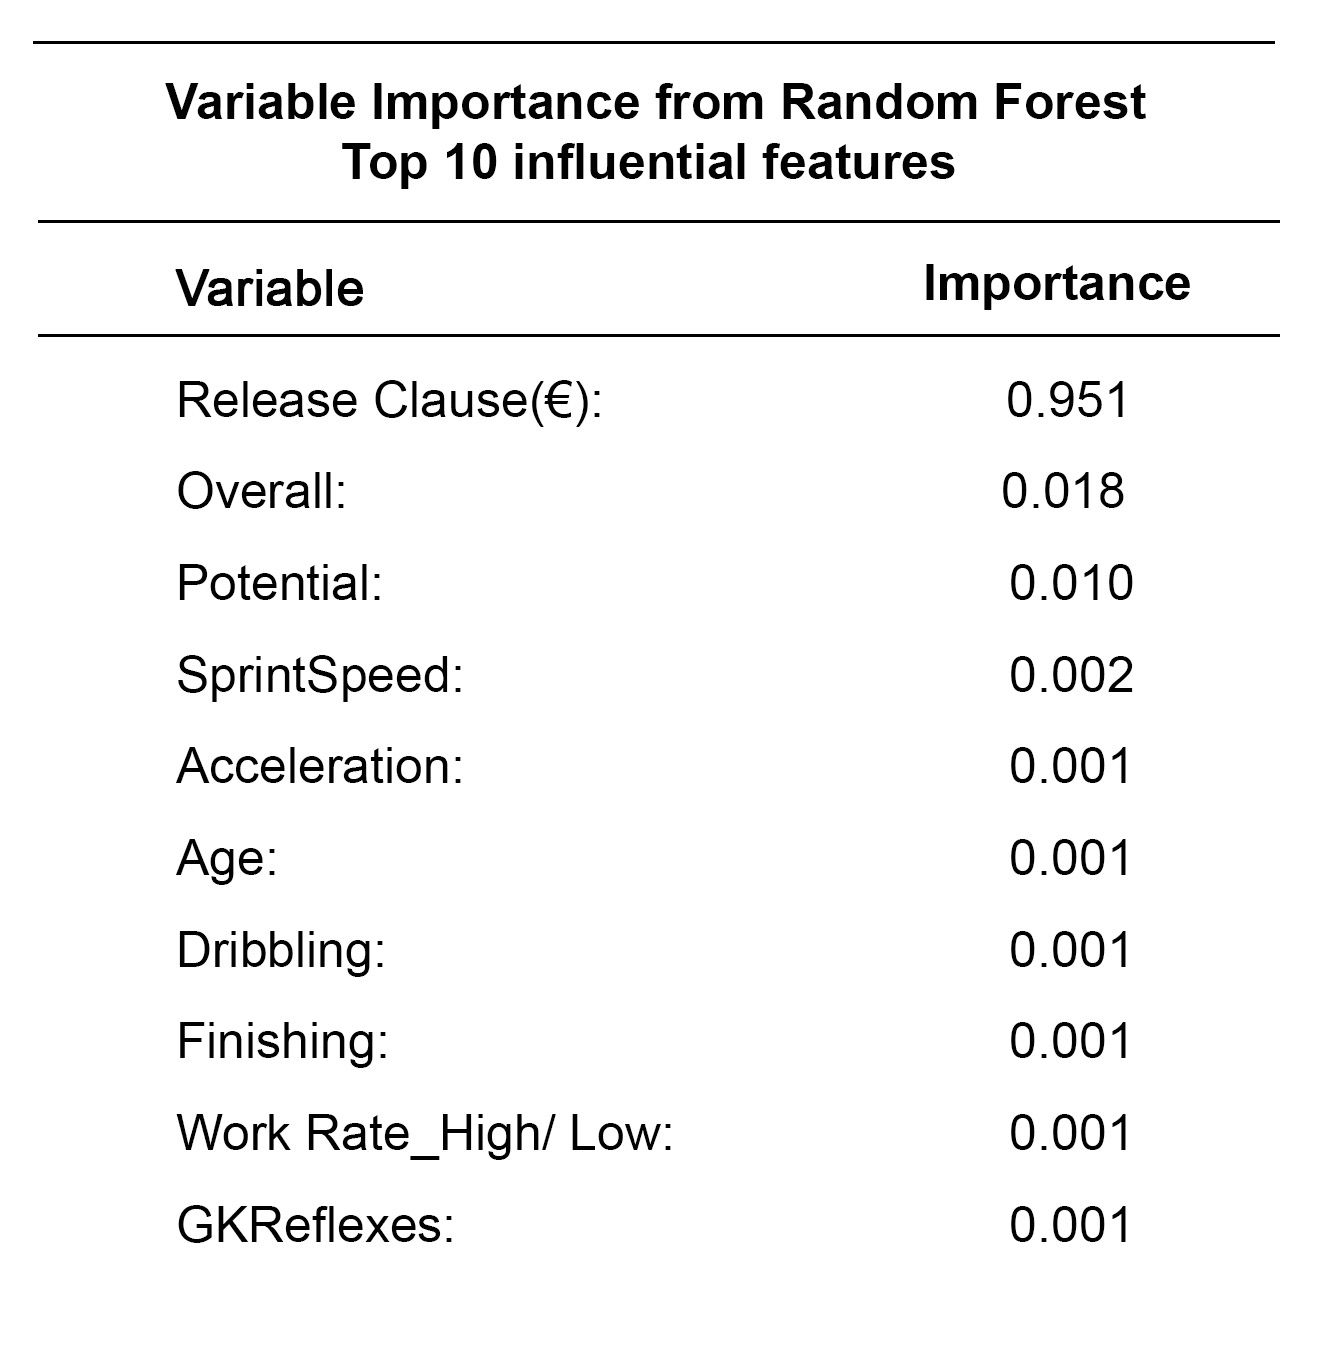 Variable Importance from Random Forest
Top 10 influential features
Variable Importance
Release Clause(€): 0.951
Overall: 0.018
Potential: 0.010
SprintSpeed: 0.002
Acceleration: 0.001
Age: 0.001
Dribbling: 0.001
Finishing: 0.001
Work Rate_High/ Low: 0.001
GKReflexes: 0.001